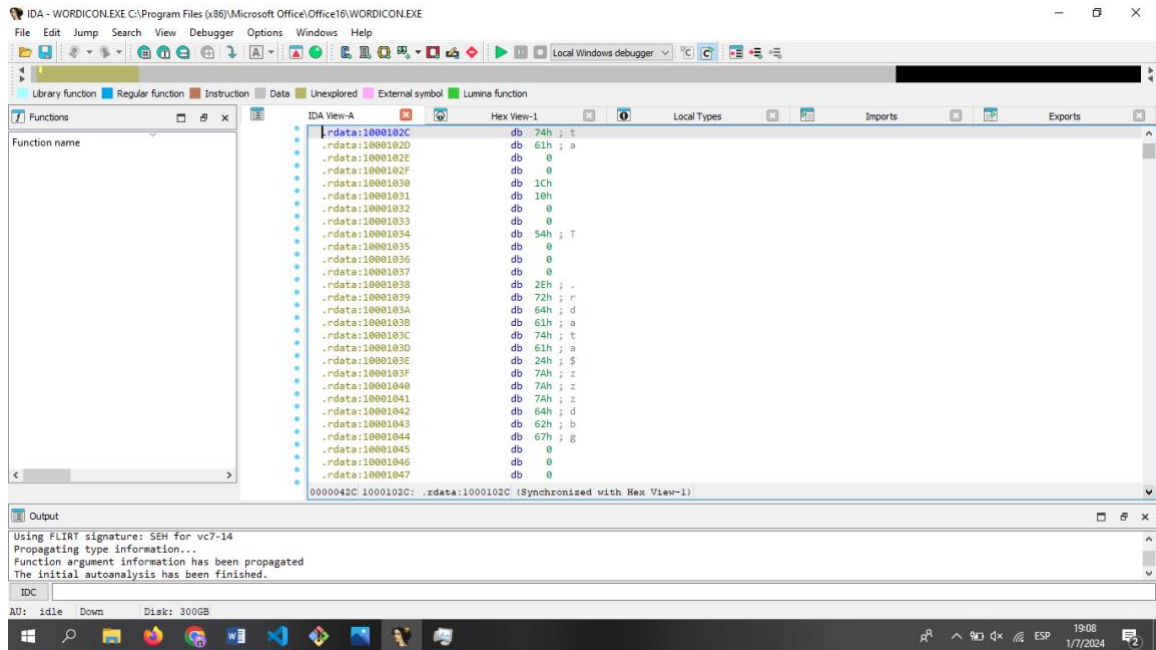 IDA - WORDICON.EXE C:\Program Files (x86)\Microsoft Office\Office16\WORDICON.EXE
File Edit Jump Search View Debugger Options Windows Help
Local Windows debugger
Library function Regular function Instruction Data Unexplored External symbol Lumina function
Functions IDA View-A Hex View-1 Local Types Imports Exports
Function name
.rdata:1000102C db 74h ; t
.rdata:1000102D db 61h ; a
.rdata:1000102E db 0
.rdata:1000102F db 0
.rdata:10001030 db 1Ch
.rdata:10001031 db 10h
.rdata:10001032 db 0
.rdata:10001033 db 0
.rdata:10001034 db 54h ; T
.rdata:10001035 db 0
.rdata:10001036 db 0
.rdata:10001037 db 0
.rdata:10001038 db 2Eh ; .
.rdata:10001039 db 72h ; r
.rdata:1000103A db 64h ; d
.rdata:1000103B db 61h ; a
.rdata:1000103C db 74h ; t
.rdata:1000103D db 61h ; a
.rdata:1000103E db 24h ; $
.rdata:1000103F db 7Ah ; z
.rdata:10001040 db 7Ah ; z
.rdata:10001041 db 7Ah ; z
.rdata:10001042 db 64h ; d
.rdata:10001043 db 62h ; b
.rdata:10001044 db 67h ; g
.rdata:10001045 db 0
.rdata:10001046 db 0
.rdata:10001047 db 0
0000042C 1000102C: .rdata:1000102C (Synchronized with Hex View-1)
Output
Using FLIRT signature: SEH for vc7-14
Propagating type information...
Function argument information has been propagated
The initial autoanalysis has been finished.
IDC
AU: idle Down Disk: 300GB
ESP 19:08
1/7/2024